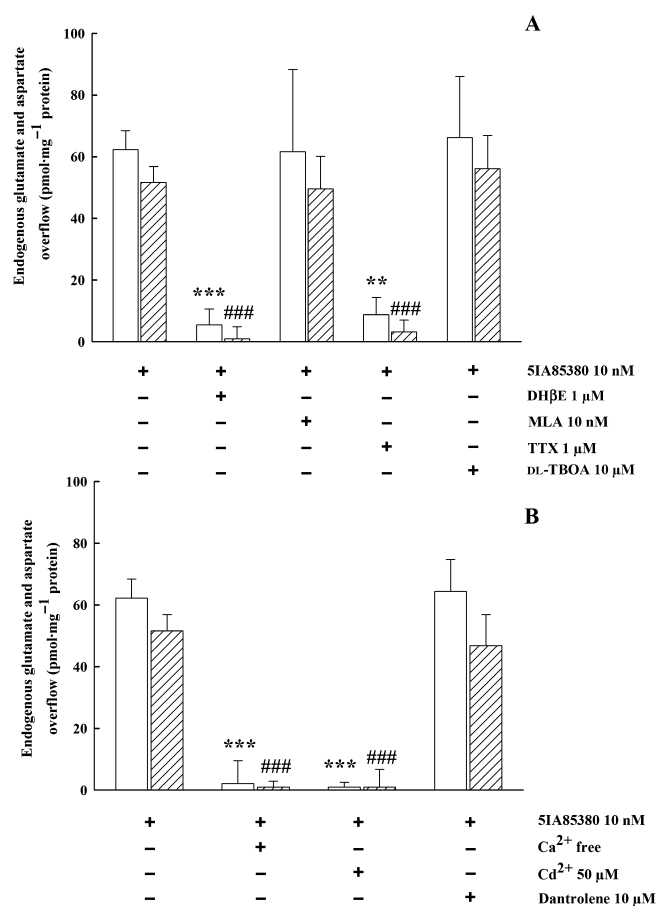 A
Endogenous glutamate and aspartate
overflow (pmol·mg⁻¹ protein)
100
80
60
40
20
0
***
###
**
###
+ + + + + 5IA85380 10 nM
– + – – – DHβE 1 µM
– – + – – MLA 10 nM
– – – + – TTX 1 µM
– – – – + DL-TBOA 10 µM
B
Endogenous glutamate and aspartate
overflow (pmol·mg⁻¹ protein)
100
80
60
40
20
0
***
###
***
###
+ + + + 5IA85380 10 nM
– + – – Ca²⁺ free
– – + – Cd²⁺ 50 µM
– – – + Dantrolene 10 µM